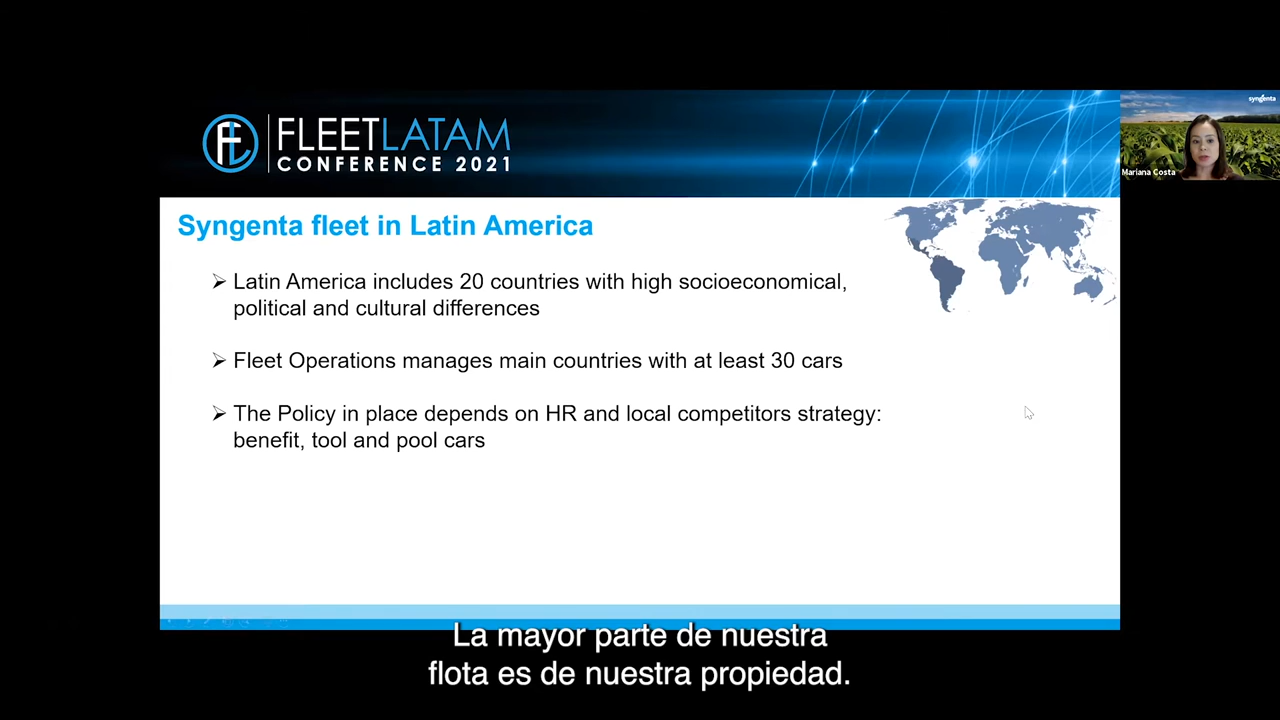 FLEETLATAM
CONFERENCE 2021
syngenta
Mariana Costa
Syngenta fleet in Latin America
Latin America includes 20 countries with high socioeconomical,
political and cultural differences
Fleet Operations manages main countries with at least 30 cars
The Policy in place depends on HR and local competitors strategy:
benefit, tool and pool cars
La mayor parte de nuestra
flota es de nuestra propiedad.